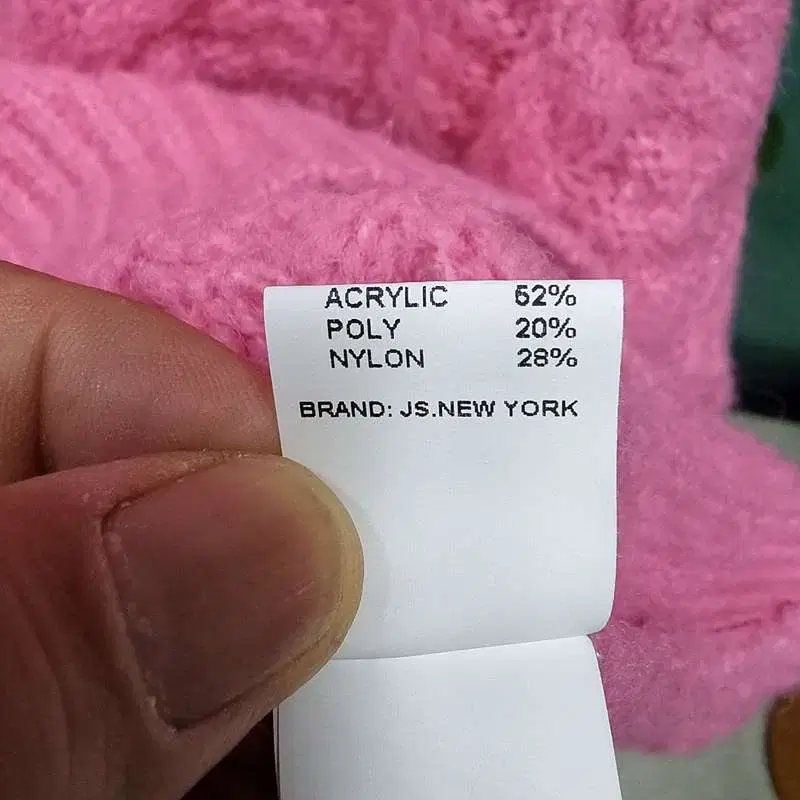 ACRYLIC 52%
POLY 20%
NYLON 28%
BRAND: JS.NEW YORK